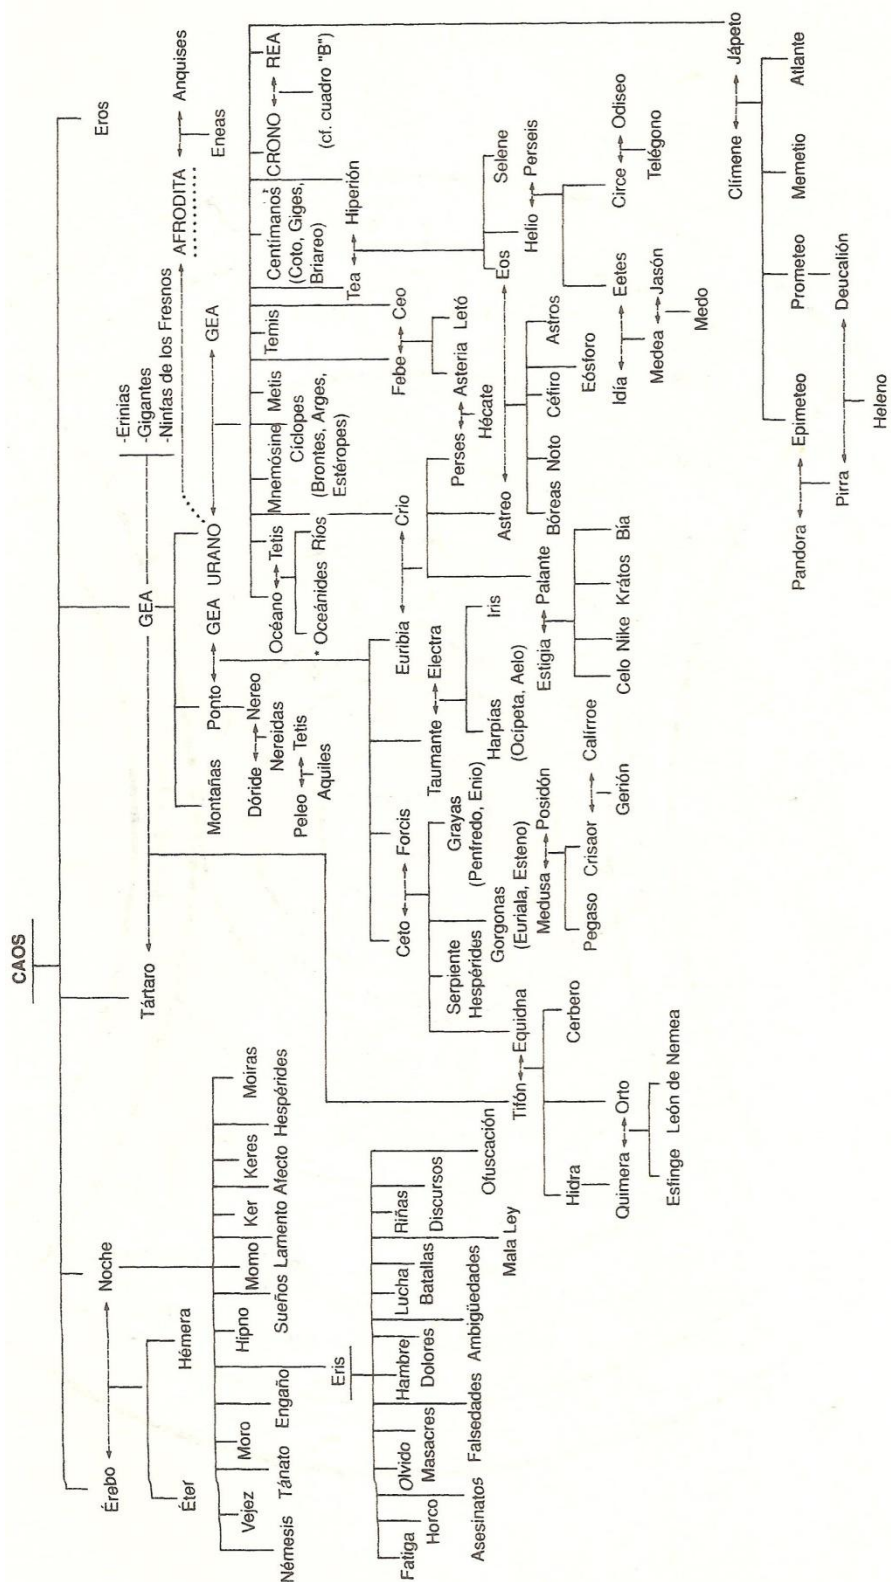 CAOS
Eros
Érebo
Noche
Tártaro
GEA
-Erinias
-Gigantes
-Ninfas de los Fresnos
AFRODITA
Anquises
Eneas
Éter
Hémera
Montañas
Ponto
GEA
URANO
GEA
Vejez
Moro
Hipno
Momo
Ker
Keres
Moiras
Némesis
Tánato
Engaño
Sueños
Lamento
Afecto
Hespérides
Dóride
Nereo
Nereidas
Peleo
Tetis
Aquiles
Océano
Tetis
* Oceánides
Ríos
Mnemósine
Metis
Cíclopes
(Brontes, Arges,
Estéropes)
Temis
Centímanos
(Coto, Giges,
Briareo)
CRONO
REA
(cf. cuadro "B")
Eris
Ceto
Forcis
Euribia
Crio
Febe
Ceo
Tea
Hiperión
Fatiga
Olvido
Hambre
Lucha
Riñas
Horco
Masacres
Dolores
Batallas
Discursos
Asesinatos
Falsedades
Ambigüedades
Mala Ley
Ofuscación
Serpiente
Hespérides
Gorgonas
(Euriala, Esteno)
Grayas
(Penfredo, Enio)
Taumante
Electra
Harpías
(Ocípeta, Aelo)
Iris
Perses
Asteria
Letó
Hécate
Eos
Selene
Helio
Perseis
Tifón
Equidna
Medusa
Posidón
Pegaso
Crisaor
Calírroe
Gerión
Estigia
Palante
Astreo
Celo
Nike
Krátos
Bía
Bóreas
Noto
Céfiro
Astros
Eósforo
Hidra
Cerbero
Quimera
Orto
Esfinge
León de Nemea
Idía
Eetes
Circe
Odiseo
Telégono
Medea
Jasón
Medo
Clímene
Jápeto
Pandora
Epimeteo
Prometeo
Memetio
Atlante
Pirra
Deucalión
Heleno